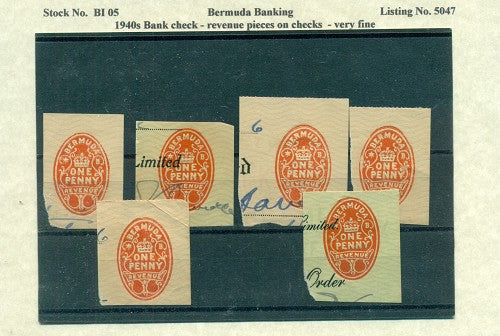 Stock No. BI 05 Bermuda Banking Listing No. 5047
1940s Bank check - revenue pieces on checks - very fine
BERMUDA
ONE
PENNY
REVENUE
BERMUDA
ONE
PENNY
REVENUE
Limited
6
BERMUDA
ONE
PENNY
REVENUE
d
BERMUDA
ONE
PENNY
REVENUE
BERMUDA
ONE
PENNY
REVENUE
Limited
BERMUDA
ONE
PENNY
REVENUE
Order